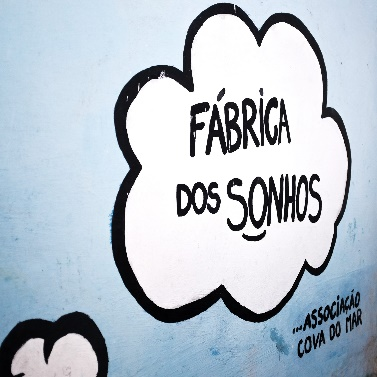 FÁBRICA
DOS SONHOS
...ASSOCIAÇÃO
COVA DO MAR